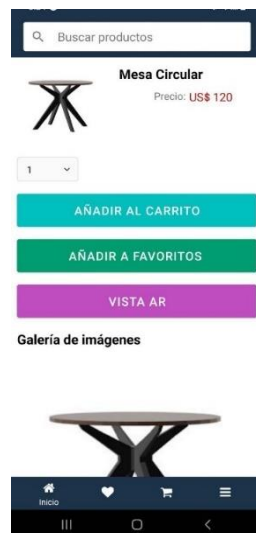 Buscar productos
Mesa Circular
Precio: US$ 120
1
AÑADIR AL CARRITO
AÑADIR A FAVORITOS
VISTA AR
Galería de imágenes
Inicio